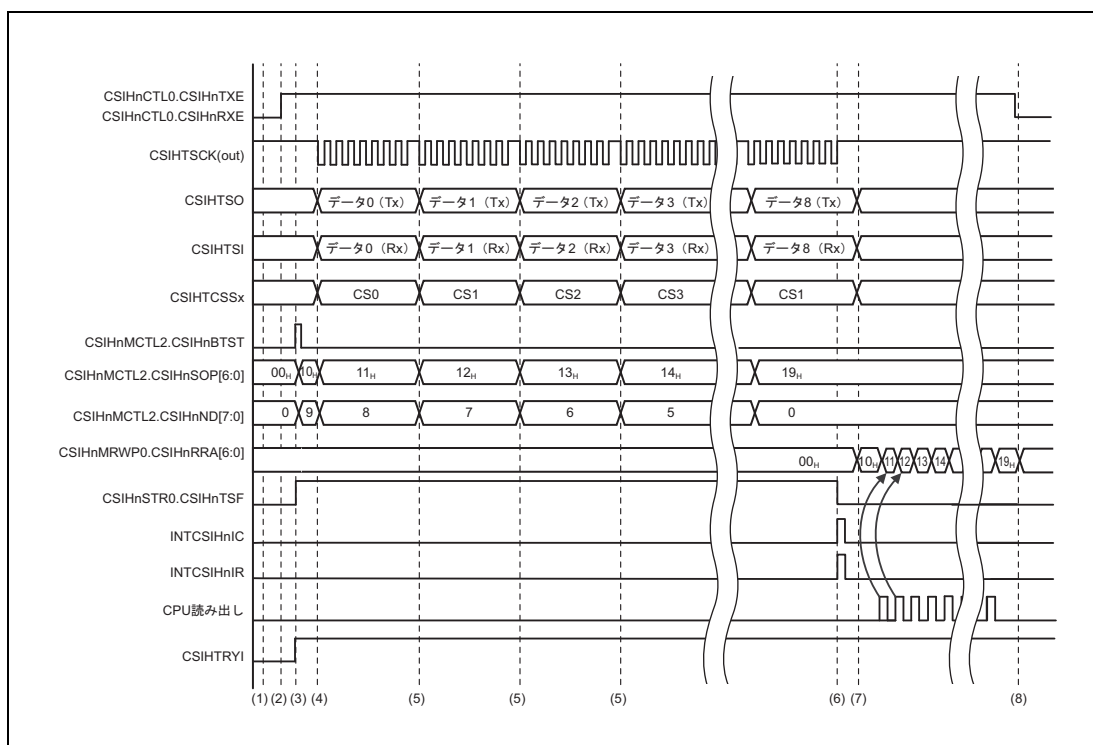 CSIHnCTL0.CSIHnTXE
CSIHnCTL0.CSIHnRXE
CSIHTSCK(out)
CSIHTSO データ0（Tx） データ1（Tx） データ2（Tx） データ3（Tx） データ8（Tx）
CSIHTSI データ0（Rx） データ1（Rx） データ2（Rx） データ3（Rx） データ8（Rx）
CSIHTCSSx CS0 CS1 CS2 CS3 CS1
CSIHnMCTL2.CSIHnBTST
CSIHnMCTL2.CSIHnSOP[6:0] 00H 10H 11H 12H 13H 14H 19H
CSIHnMCTL2.CSIHnND[7:0] 0 9 8 7 6 5 0
CSIHnMRWP0.CSIHnRRA[6:0] 00H 10H 11 12 13 14 19H
CSIHnSTR0.CSIHnTSF
INTCSIHnIC
INTCSIHnIR
CPU読み出し
CSIHTRYI
(1) (2) (3) (4) (5) (5) (5) (6) (7) (8)